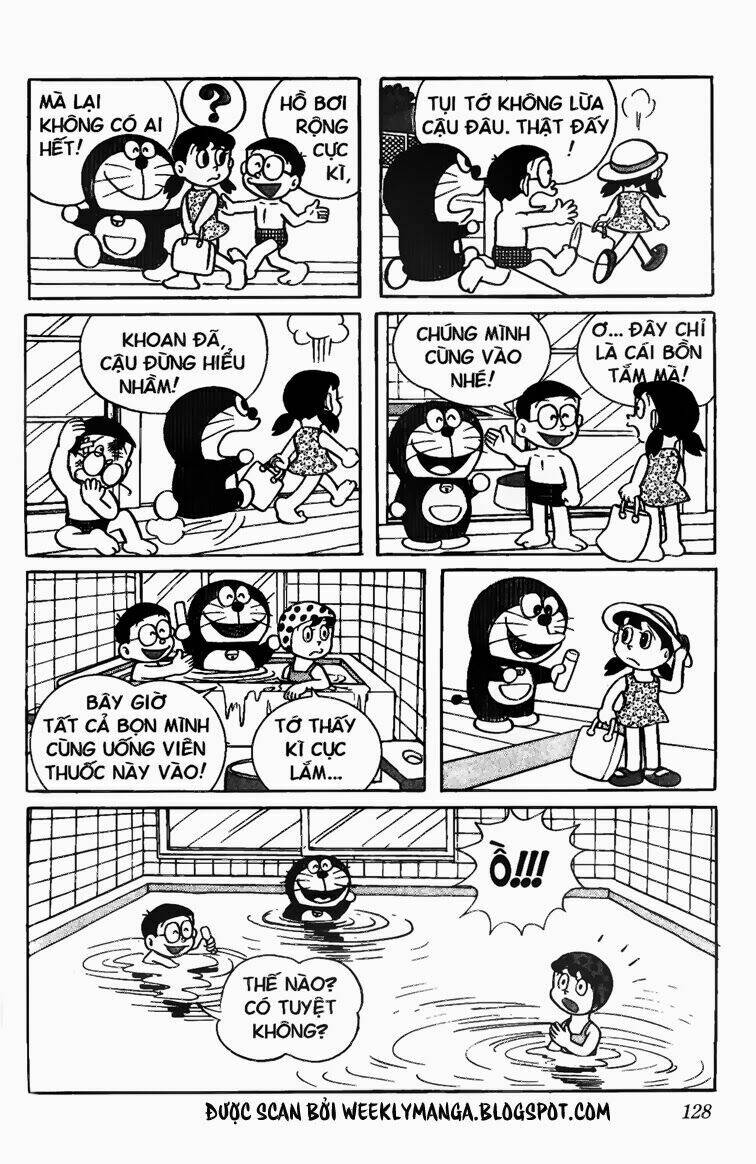 TỤI TỚ KHÔNG LỪA
CẬU ĐÂU. THẬT ĐẤY
!
HỒ BƠI
RỘNG
CỰC
KÌ,
?
MÀ LẠI
KHÔNG CÓ AI
HẾT!
Ơ... ĐÂY CHỈ
LÀ CÁI BỒN
TẮM MÀ!
CHÚNG MÌNH
CÙNG VÀO
NHÉ!
KHOAN ĐÃ,
CẬU ĐỪNG HIỂU
NHẦM!
TỚ THẤY
KÌ CỤC
LẮM...
BÂY GIỜ
TẤT CẢ BỌN MÌNH
CÙNG UỐNG VIÊN
THUỐC NÀY VÀO!
Ồ!!!
THẾ NÀO?
CÓ TUYỆT
KHÔNG?
ĐƯỢC SCAN BỞI WEEKLYMANGA.BLOGSPOT.COM
128